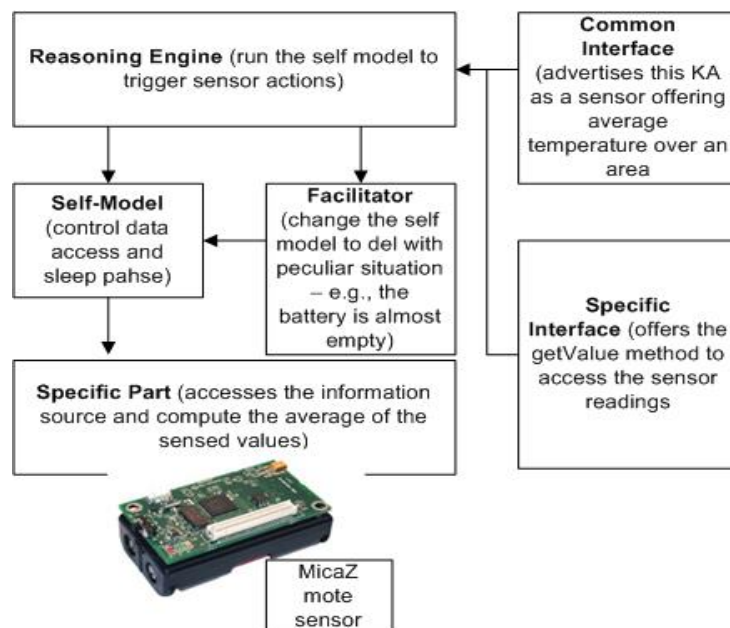 Reasoning Engine (run the self model to
trigger sensor actions)
Common
Interface
(advertises this KA
as a sensor offering
average
temperature over an
area
Self-Model
(control data
access and
sleep pahse)
Facilitator
(change the self
model to del with
peculiar situation
– e.g., the
battery is almost
empty)
Specific
Interface (offers the
getValue method to
access the sensor
readings
Specific Part (accesses the information
source and compute the average of the
sensed values)
MicaZ
mote
sensor